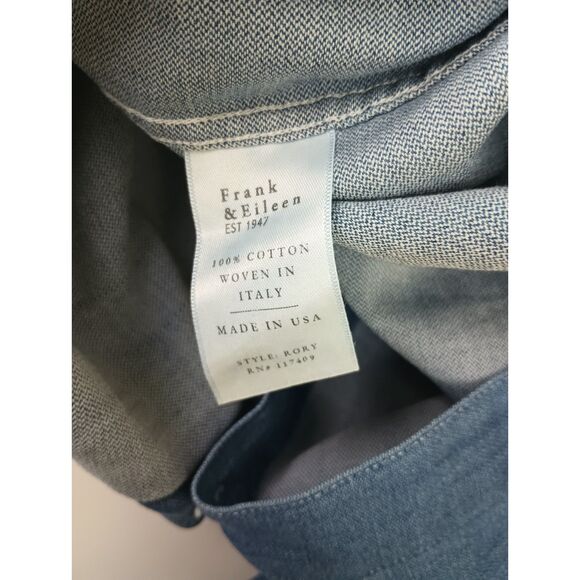 Frank
& Eileen
EST 1947
100% COTTON
WOVEN IN
ITALY
MADE IN USA
STYLE: RORY
RN# 117409